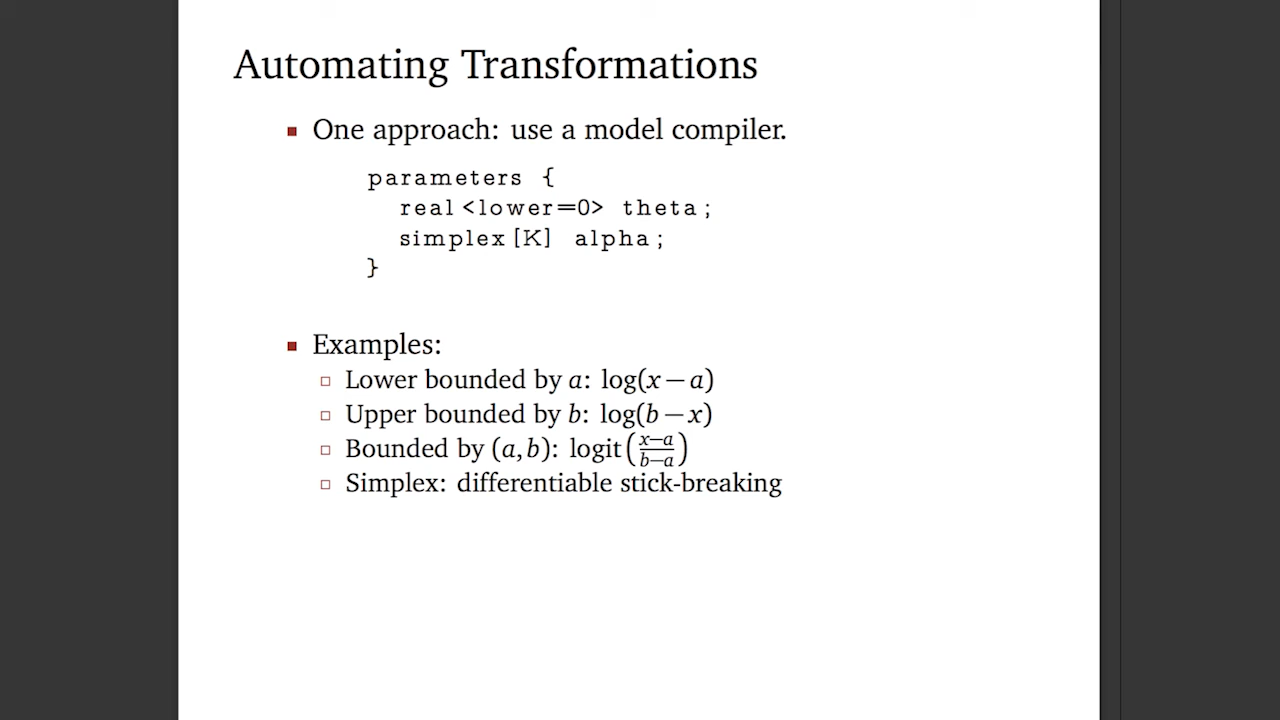 Automating Transformations
One approach: use a model compiler.
parameters {
real<lower=0> theta;
simplex[K] alpha;
}
Examples:
Lower bounded by a: log(x − a)
Upper bounded by b: log(b − x)
Bounded by (a, b): logit(x−a/b−a)
Simplex: differentiable stick-breaking